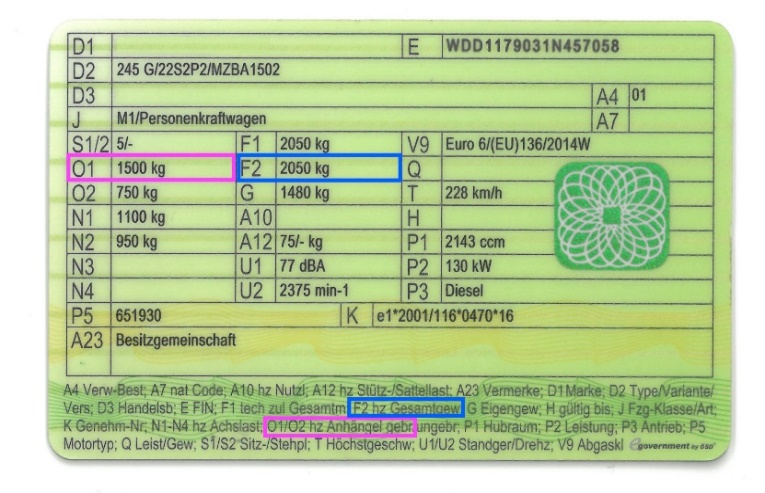 D1 E WDD1179031N457058
D2 245 G/22S2P2/MZBA1502
D3 A4 01
J M1/Personenkraftwagen A7
S1/2 5/- F1 2050 kg V9 Euro 6/(EU)136/2014W
O1 1500 kg F2 2050 kg Q
O2 750 kg G 1480 kg T 228 km/h
N1 1100 kg A10 H
N2 950 kg A12 75/- kg P1 2143 ccm
N3 U1 77 dBA P2 130 kW
N4 U2 2375 min-1 P3 Diesel
P5 651930 K e1*2001/116*0470*16
A23 Besitzgemeinschaft
A4 Verw-Best; A7 nat Code; A10 hz Nutzl; A12 hz Stütz-/Sattellast; A23 Vermerke; D1 Marke; D2 Type/Variante/
Vers; D3 Handelsb; E FIN; F1 tech zul Gesamtm; F2 hz Gesamtgew; G Eigengew; H gültig bis; J Fzg-Klasse/Art;
K Genehm-Nr; N1-N4 hz Achslast; O1/O2 hz Anhängel gebr/ungebr; P1 Hubraum; P2 Leistung; P3 Antrieb; P5
Motortyp; Q Leist/Gew; S1/S2 Sitz-/Stehpl; T Höchstgeschw; U1/U2 Standger/Drehz; V9 Abgaskl egovernment by OSD